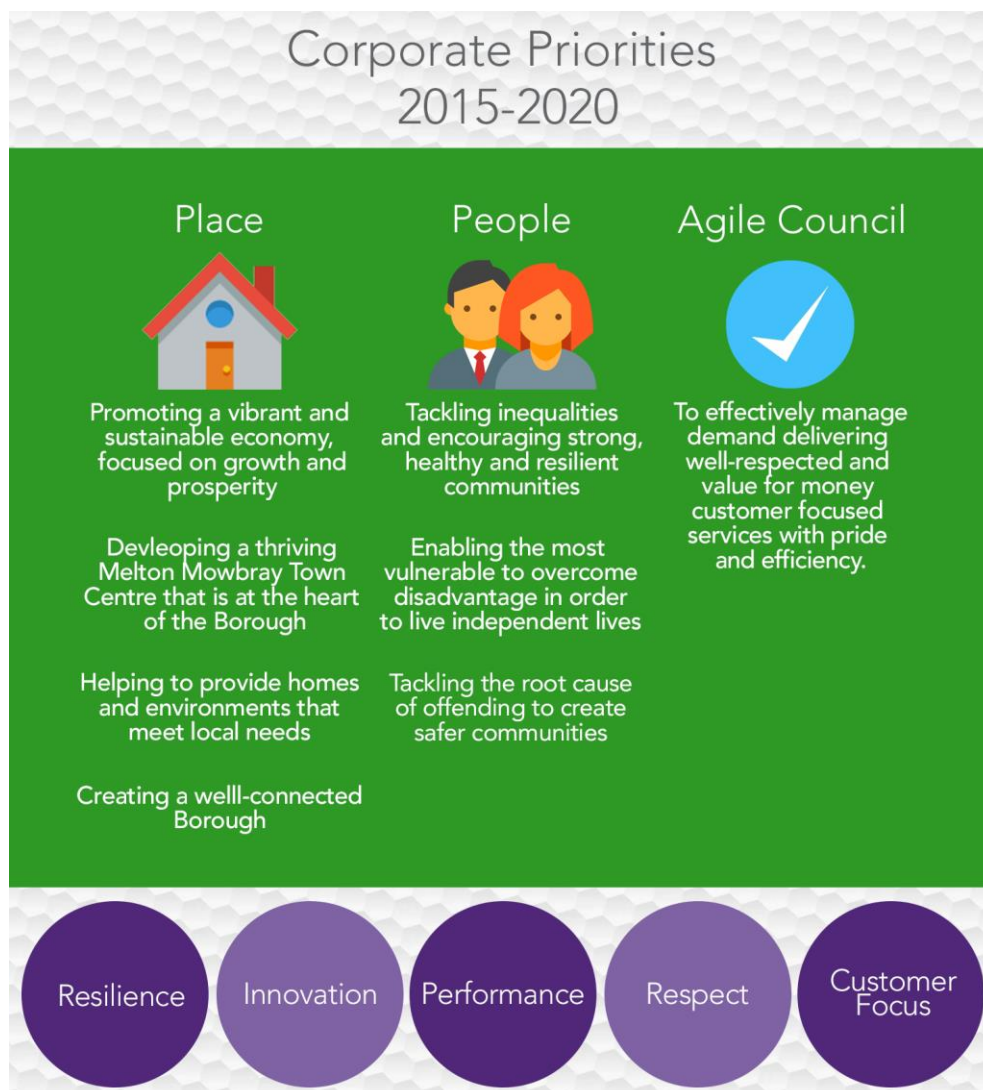 Corporate Priorities
2015-2020
Place
Promoting a vibrant and
sustainable economy,
focused on growth and
prosperity
Devleoping a thriving
Melton Mowbray Town
Centre that is at the heart
of the Borough
Helping to provide homes
and environments that
meet local needs
Creating a welll-connected
Borough
People
Tackling inequalities
and encouraging strong,
healthy and resilient
communities
Enabling the most
vulnerable to overcome
disadvantage in order
to live independent lives
Tackling the root cause
of offending to create
safer communities
Agile Council
To effectively manage
demand delivering
well-respected and
value for money
customer focused
services with pride
and efficiency.
Resilience
Innovation
Performance
Respect
Customer
Focus